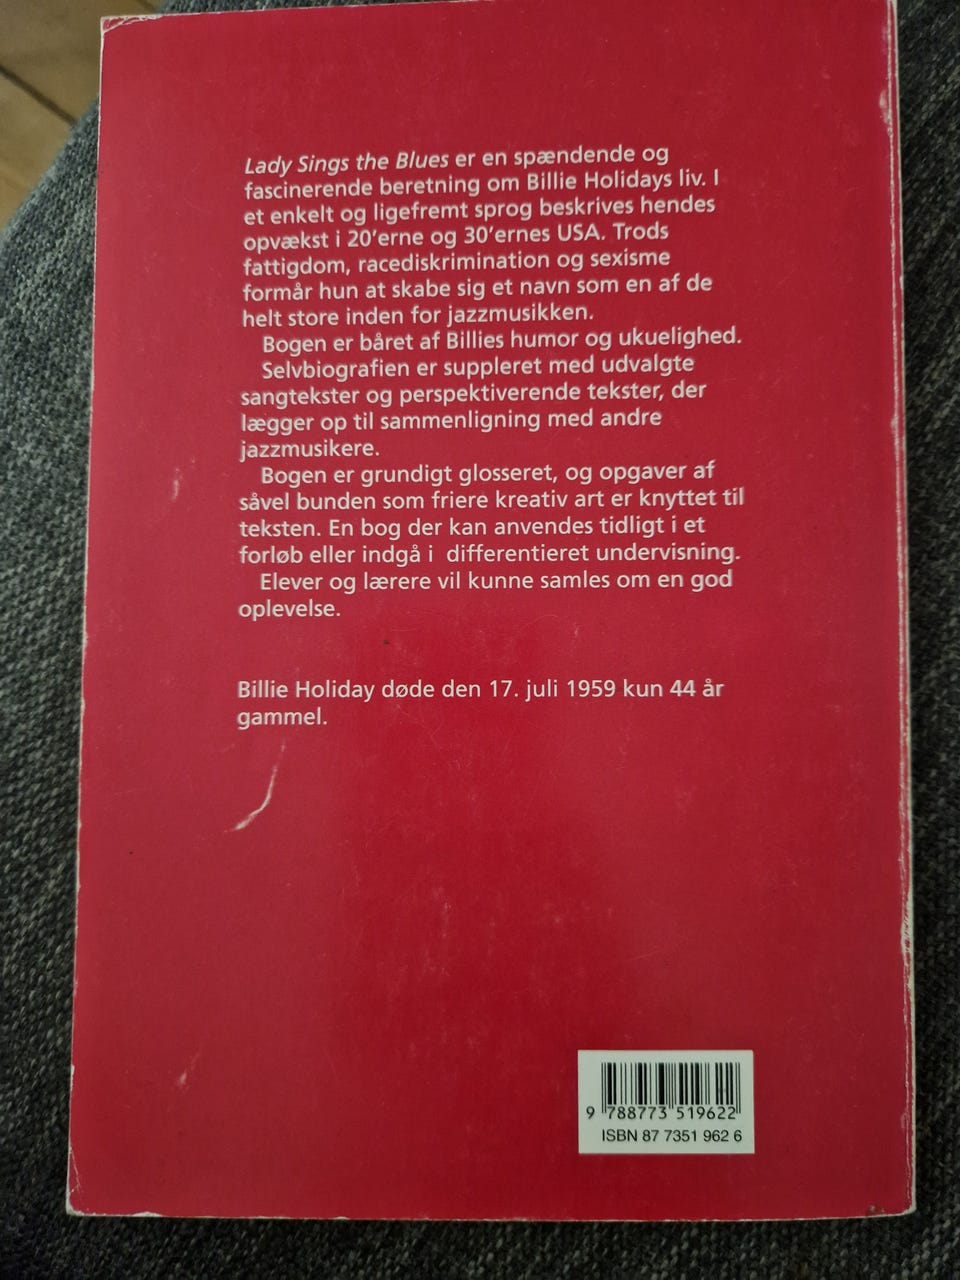 Lady Sings the Blues er en spændende og
fascinerende beretning om Billie Holidays liv. I
et enkelt og ligefremt sprog beskrives hendes
opvækst i 20'erne og 30'ernes USA. Trods
fattigdom, racediskrimination og sexisme
formår hun at skabe sig et navn som en af de
helt store inden for jazzmusikken.
Bogen er båret af Billies humor og ukuelighed.
Selvbiografien er suppleret med udvalgte
sangtekster og perspektiverende tekster, der
lægger op til sammenligning med andre
jazzmusikere.
Bogen er grundigt glosseret, og opgaver af
såvel bunden som friere kreativ art er knyttet til
teksten. En bog der kan anvendes tidligt i et
forløb eller indgå i differentieret undervisning.
Elever og lærere vil kunne samles om en god
oplevelse.
Billie Holiday døde den 17. juli 1959 kun 44 år
gammel.
9 788773 519622
ISBN 87 7351 962 6